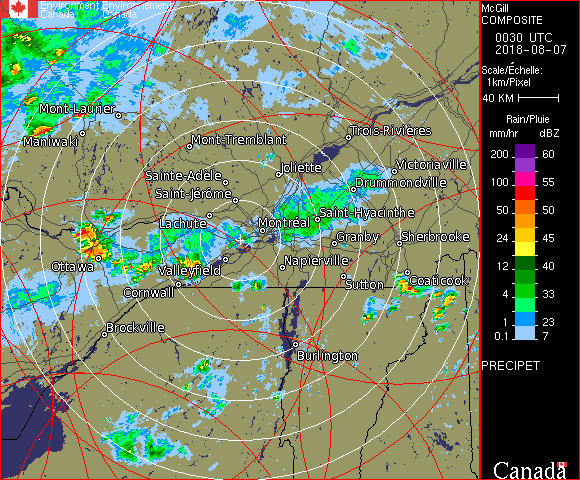 Environment Environnement
Canada Canada
McGill
COMPOSITE
0030 UTC
2018-08-07
Scale/Échelle:
1km/Pixel
40 KM
Rain/Pluie
mm/hr dBZ
200 60
100 55
50 50
24 45
12 40
4 33
1 23
0.1 7
PRECIPET
Canada
Mont-Laurier
Maniwaki
Mont-Tremblant
Trois-Rivières
Sainte-Adèle
Joliette
Victoriaville
Saint-Jérôme
Drummondville
Lachute
Montréal
Saint-Hyacinthe
Granby
Sherbrooke
Ottawa
Valleyfield
Napierville
Cornwall
Sutton
Coaticook
Brockville
Burlington